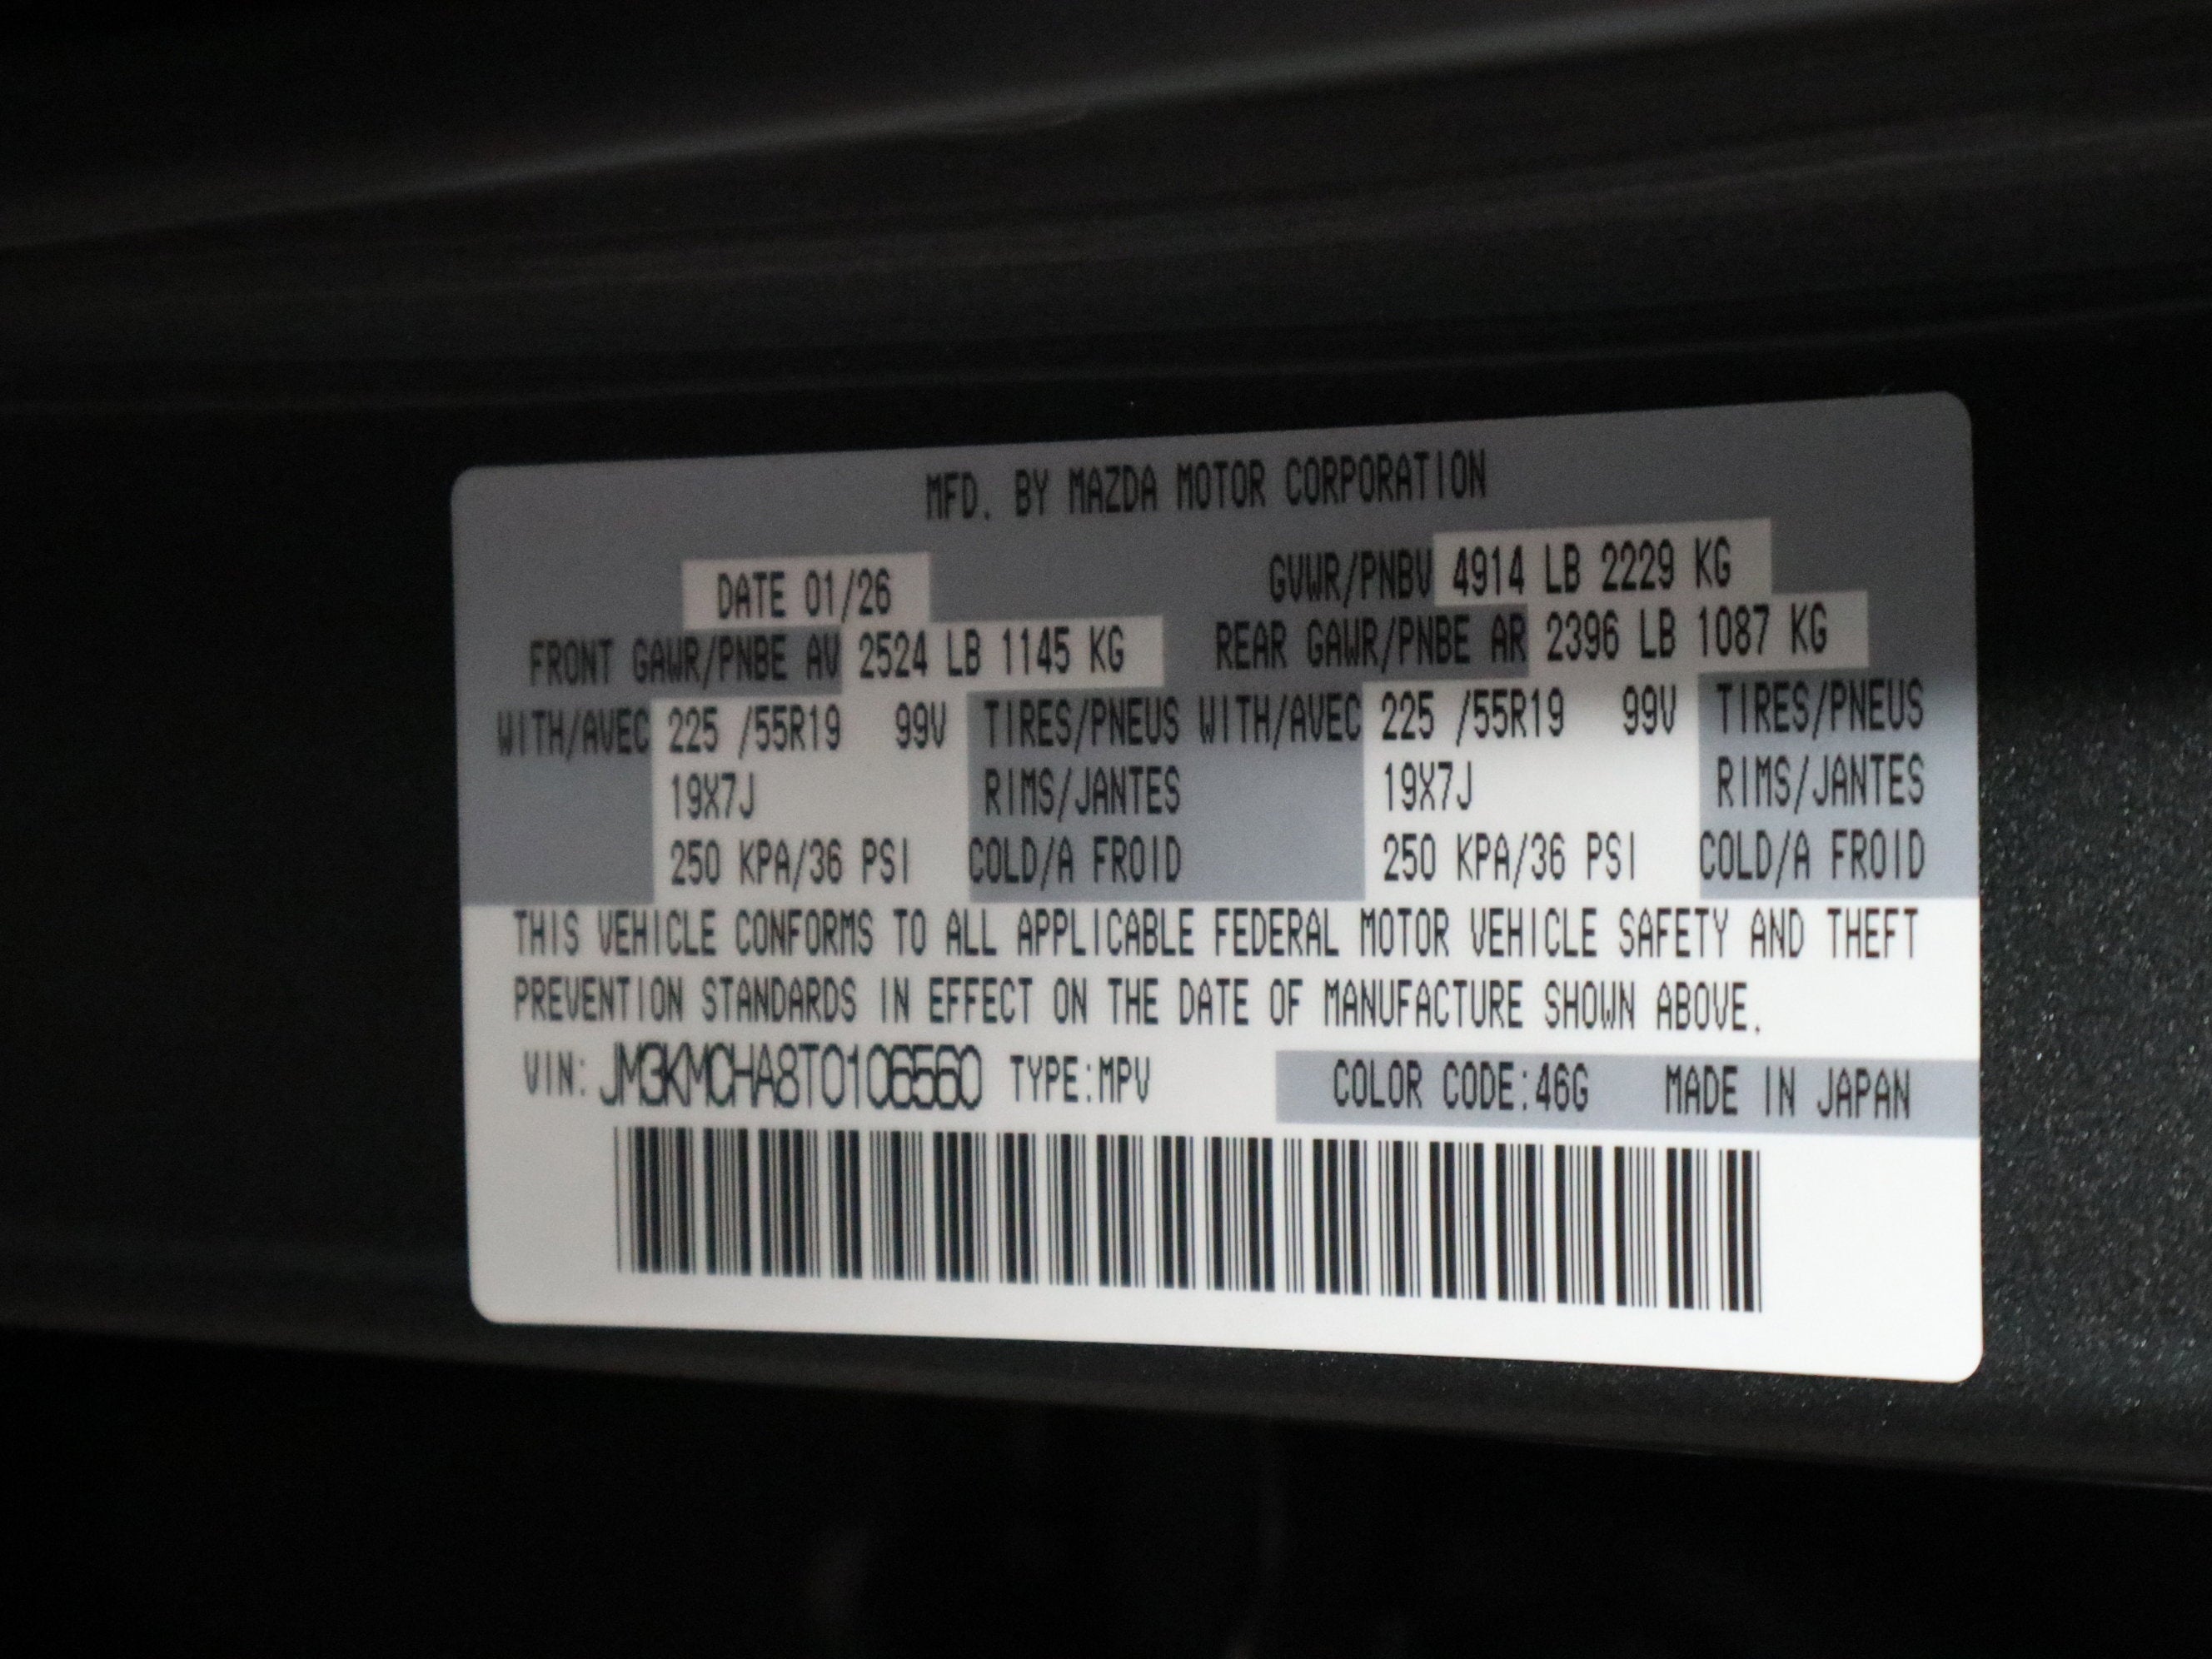 MFD. BY MAZDA MOTOR CORPORATION
DATE 01/26 GVWR/PNBV 4914 LB 2229 KG
FRONT GAWR/PNBE AV 2524 LB 1145 KG REAR GAWR/PNBE AR 2396 LB 1087 KG
WITH/AVEC 225 /55R19 99V TIRES/PNEUS WITH/AVEC 225 /55R19 99V TIRES/PNEUS
19X7J RIMS/JANTES 19X7J RIMS/JANTES
250 KPA/36 PSI COLD/A FROID 250 KPA/36 PSI COLD/A FROID
THIS VEHICLE CONFORMS TO ALL APPLICABLE FEDERAL MOTOR VEHICLE SAFETY AND THEFT
PREVENTION STANDARDS IN EFFECT ON THE DATE OF MANUFACTURE SHOWN ABOVE.
VIN: JM3KMCHA8T0106560 TYPE:MPV COLOR CODE:46G MADE IN JAPAN